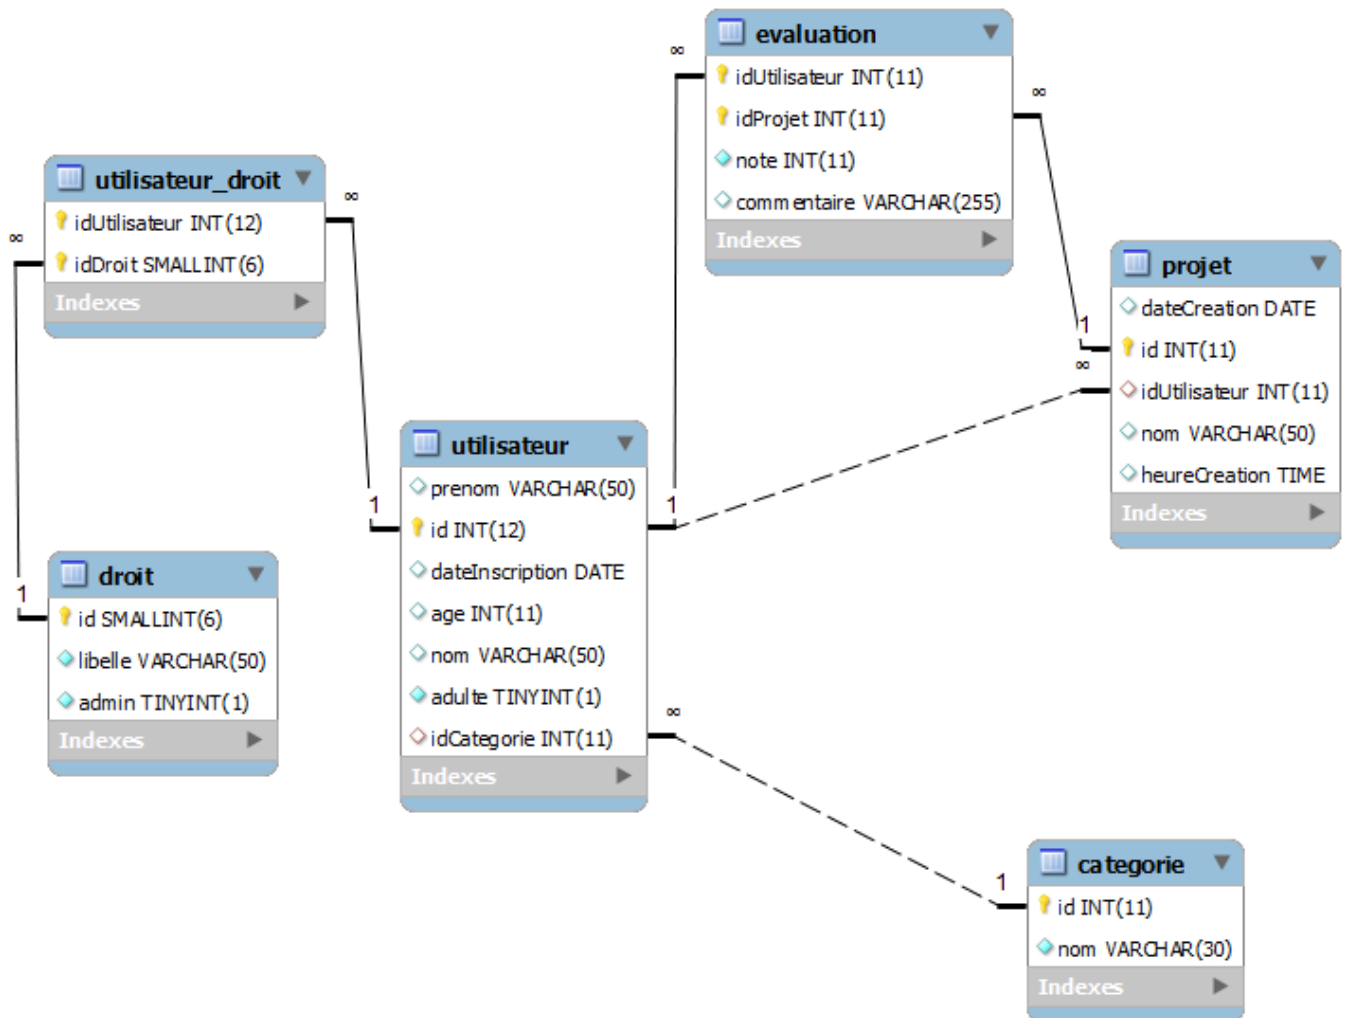 evaluation
idUtilisateur INT(11)
idProjet INT(11)
note INT(11)
commentaire VARCHAR(255)
Indexes
∞
∞
utilisateur_droit
idUtilisateur INT(12)
idDroit SMALLINT(6)
Indexes
∞
∞
projet
dateCreation DATE
id INT(11)
idUtilisateur INT(11)
nom VARCHAR(50)
heureCreation TIME
Indexes
1
∞
utilisateur
prenom VARCHAR(50)
id INT(12)
dateInscription DATE
age INT(11)
nom VARCHAR(50)
adulte TINYINT(1)
idCategorie INT(11)
Indexes
1
1
∞
droit
id SMALLINT(6)
libelle VARCHAR(50)
admin TINYINT(1)
Indexes
1
categorie
id INT(11)
nom VARCHAR(30)
Indexes
1